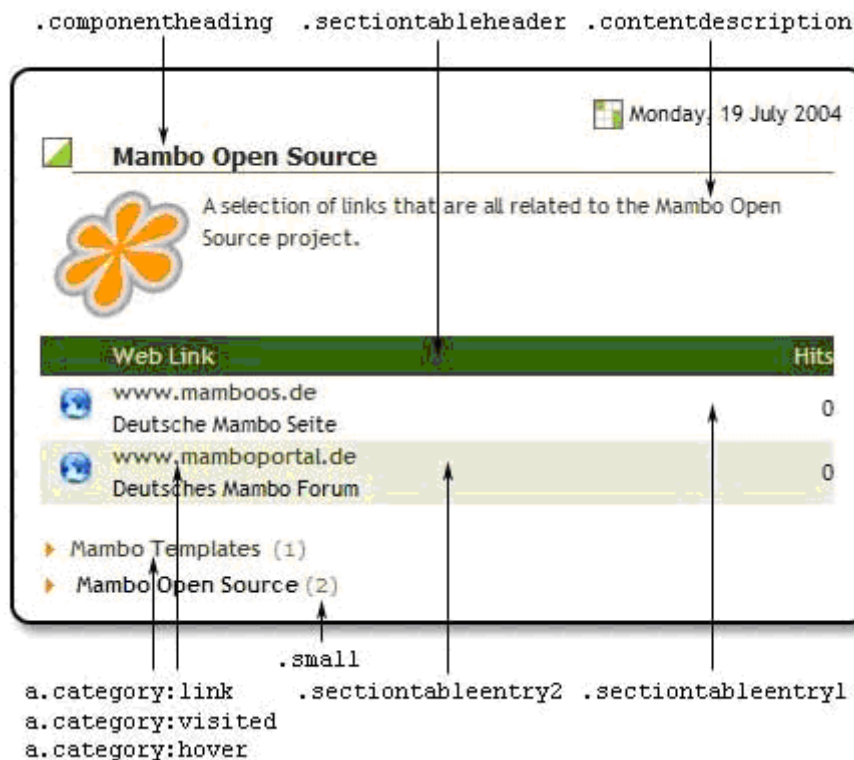 .componentheading .sectiontableheader .contentdescription
Monday, 19 July 2004
Mambo Open Source
A selection of links that are all related to the Mambo Open
Source project.
Web Link Hits
www.mamboos.de 0
Deutsche Mambo Seite
www.mamboportal.de 0
Deutsches Mambo Forum
Mambo Templates (1)
Mambo Open Source (2)
.small
a.category:link .sectiontableentry2 .sectiontableentry1
a.category:visited
a.category:hover